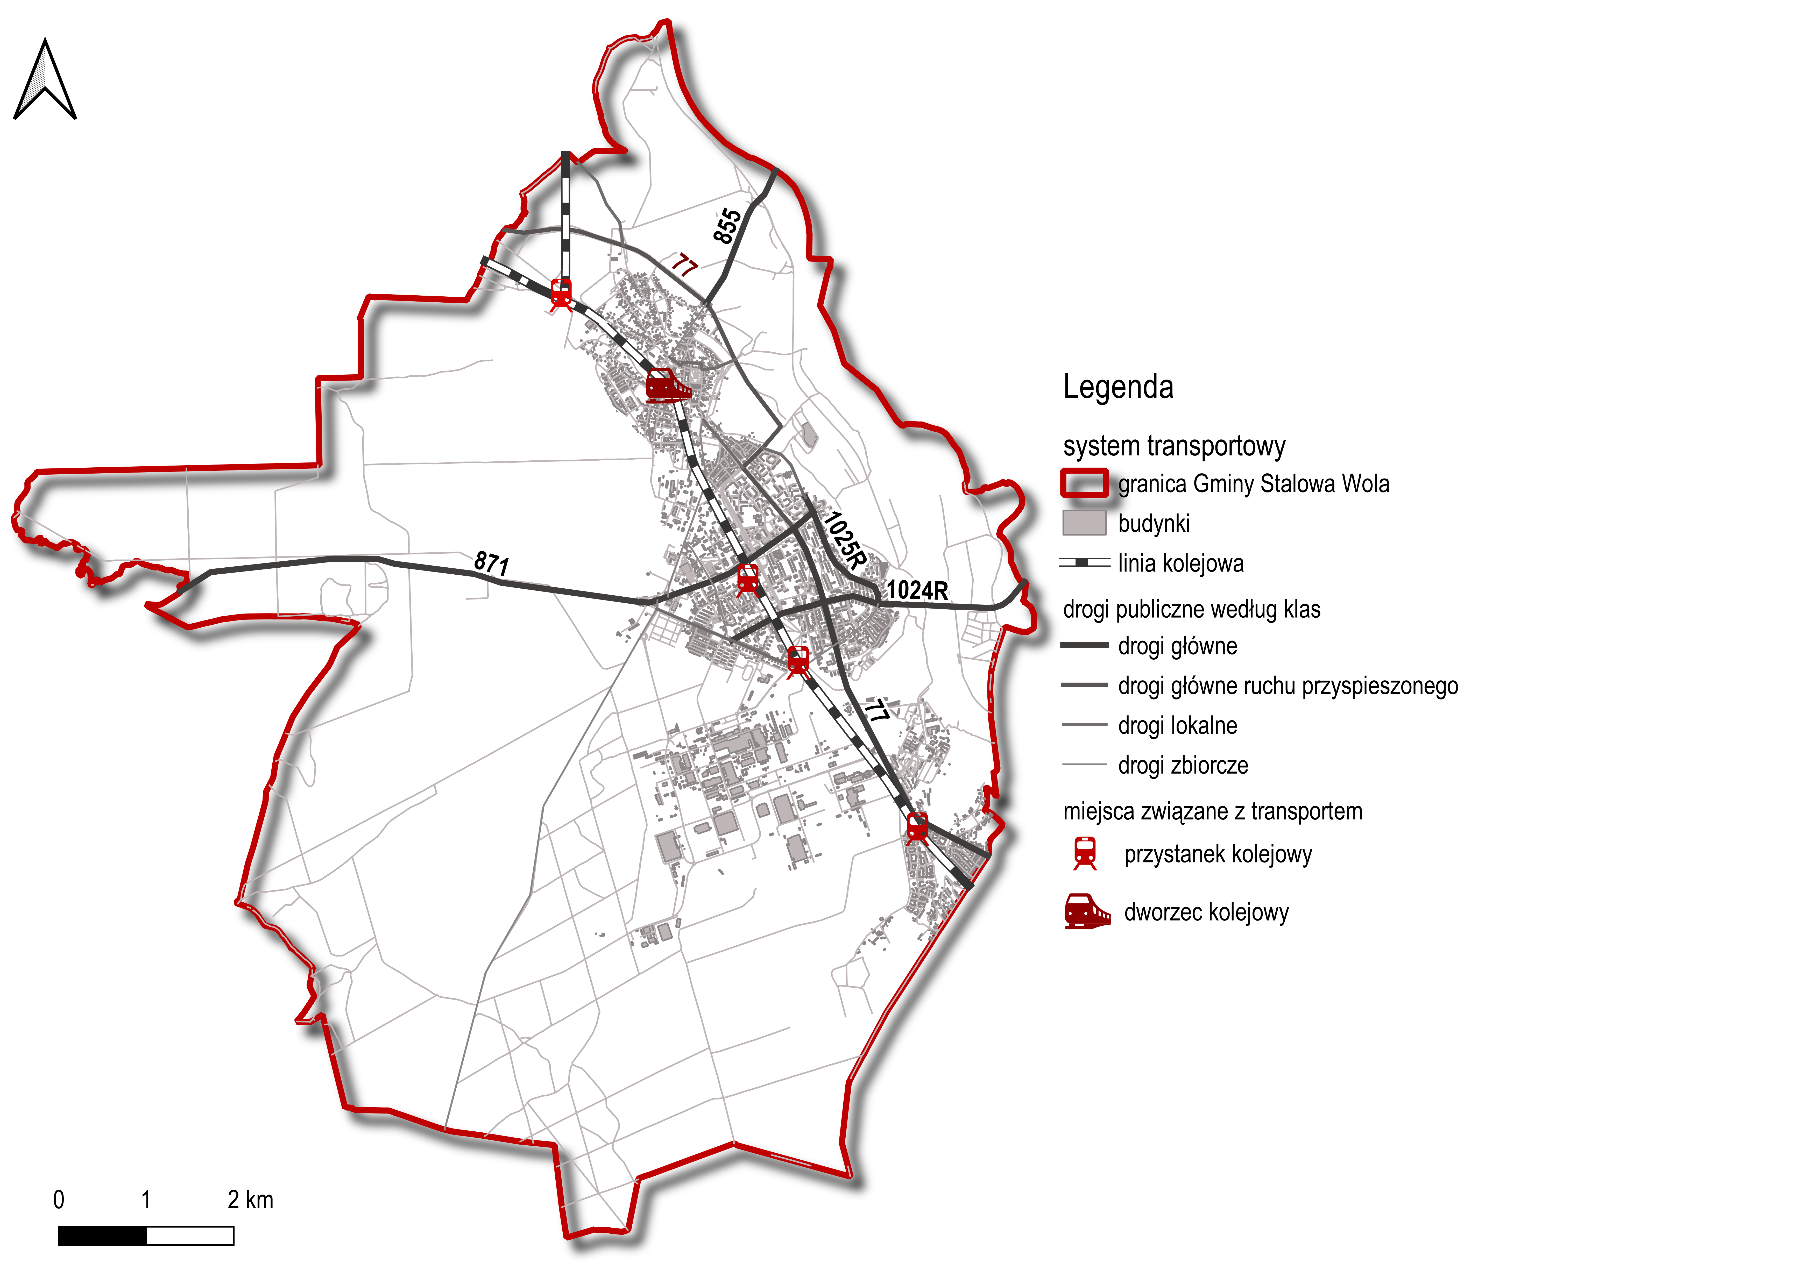 855
77
871
1025R
1024R
77
Legenda
system transportowy
granica Gminy Stalowa Wola
budynki
linia kolejowa
drogi publiczne według klas
drogi główne
drogi główne ruchu przyspieszonego
drogi lokalne
drogi zbiorcze
miejsca związane z transportem
przystanek kolejowy
dworzec kolejowy
0 1 2 km